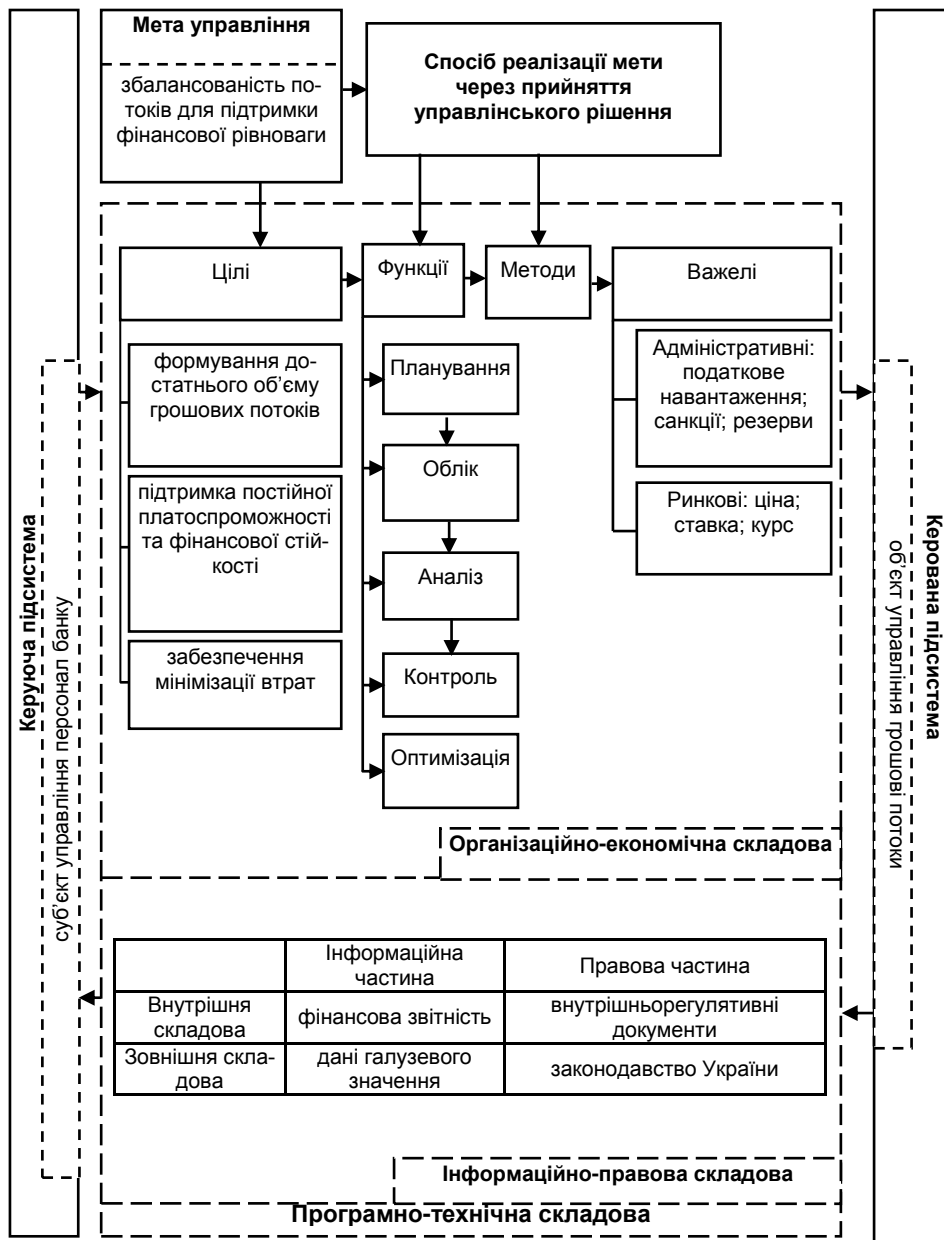 Мета управління
збалансованість по-
токів для підтримки
фінансової рівноваги
Спосіб реалізації мети
через прийняття
управлінського рішення
Цілі
Функції
Методи
Важелі
формування до-
статнього об’єму
грошових потоків
підтримка постійної
платоспроможності
та фінансової стій-
кості
забезпечення
мінімізації втрат
Планування
Облік
Аналіз
Контроль
Оптимізація
Адміністративні:
податкове
навантаження;
санкції; резерви
Ринкові: ціна;
ставка; курс
Керуюча підсистема
суб’єкт управління персонал банку
Керована підсистема
об’єкт управління грошові потоки
Організаційно-економічна складова
Інформаційна
частина
Правова частина
Внутрішня
складова
фінансова звітність
внутрішньорегулятивні
документи
Зовнішня скла-
дова
дані галузевого
значення
законодавство України
Інформаційно-правова складова
Програмно-технічна складова